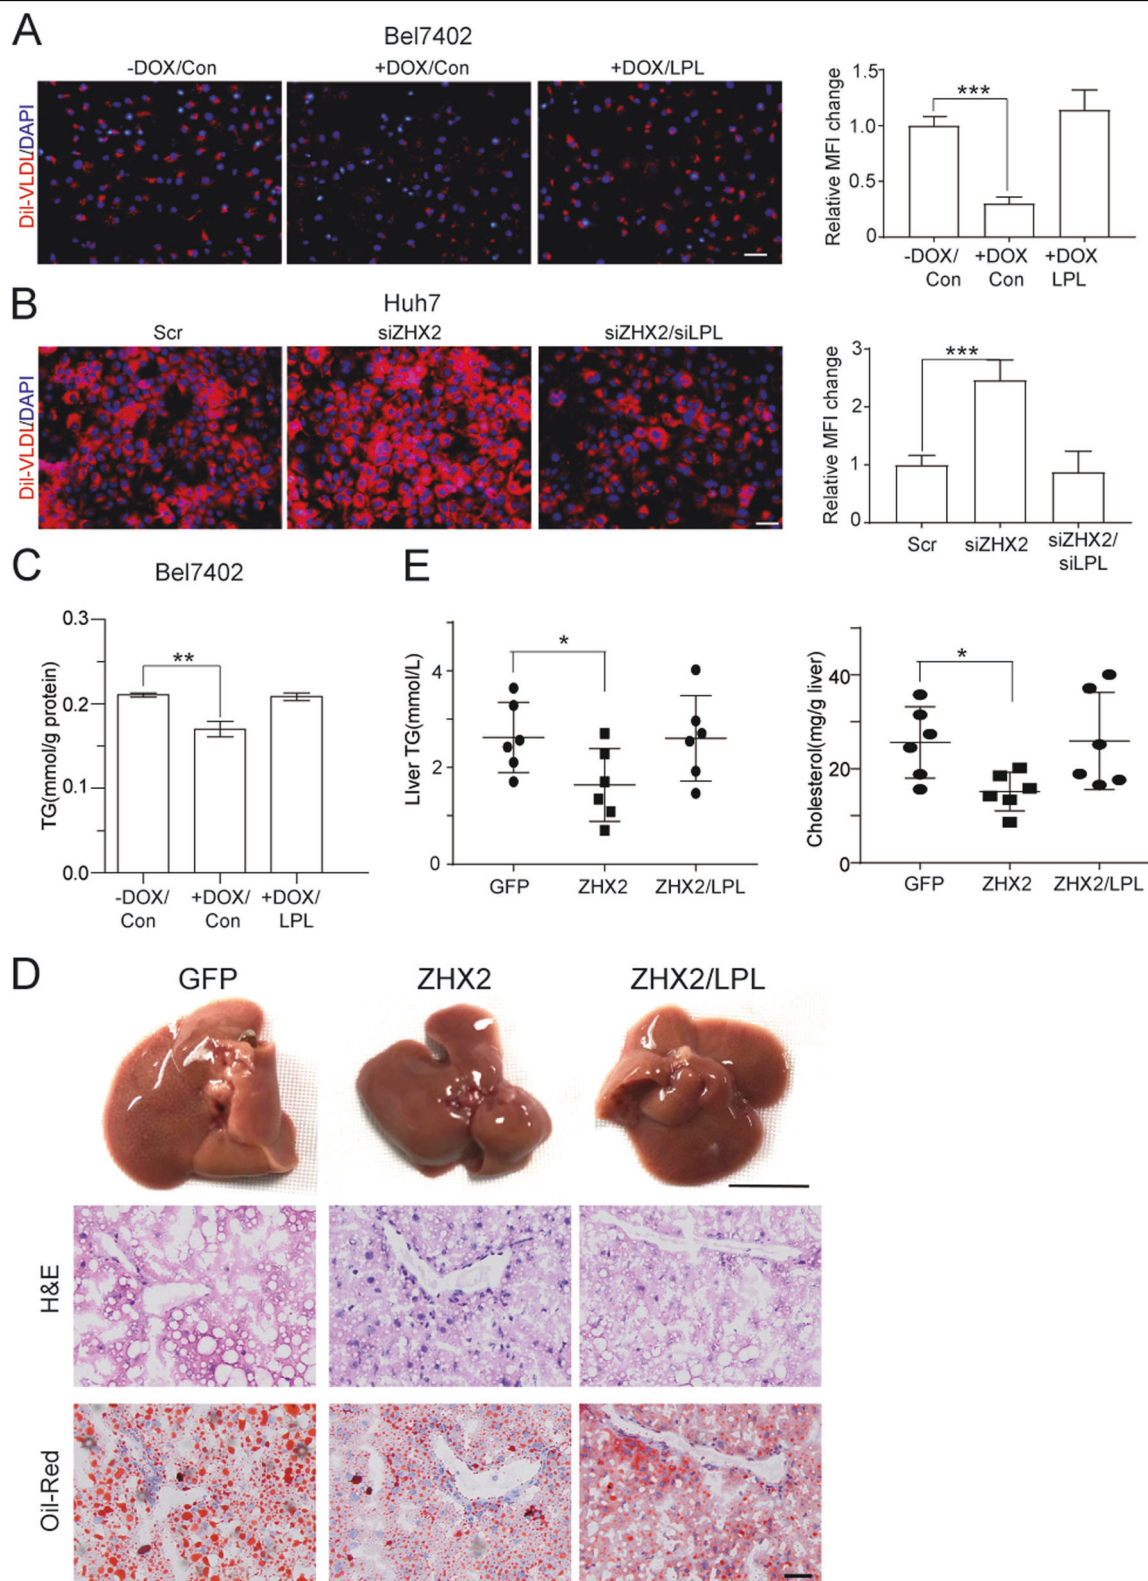 A
Bel7402
-DOX/Con
+DOX/Con
+DOX/LPL
Dil-VLDL/DAPI
Relative MFI change
1.5
1.0
0.5
0
***
-DOX/
Con
+DOX
Con
+DOX
LPL
B
Huh7
Scr
siZHX2
siZHX2/siLPL
Dil-VLDL/DAPI
Relative MFI change
3
2
1
0
***
Scr
siZHX2
siZHX2/
siLPL
C
Bel7402
TG(mmol/g protein)
0.3
0.2
0.1
0.0
**
-DOX/
Con
+DOX/
Con
+DOX/
LPL
E
LIver TG(mmol/L)
4
2
0
*
GFP
ZHX2
ZHX2/LPL
Cholesterol(mg/g liver)
40
20
0
*
GFP
ZHX2
ZHX2/LPL
D
GFP
ZHX2
ZHX2/LPL
H&E
Oil-Red